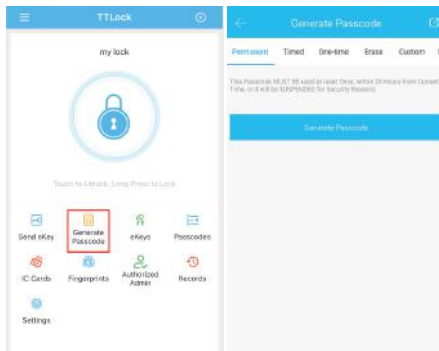 TTLock
my lock
Touch to Unlock, Long Press to Lock
Send eKey
Generate Passcode
eKeys
Passcodes
IC Cards
Fingerprints
Authorized Admin
Records
Settings
Generate Passcode
Permanent Timed One-time Erase Custom
This Passcode MUST BE used at least Once, within 24 Hours from Current
Time, or it will be SUSPENDED for Security Reasons.
Generate Passcode